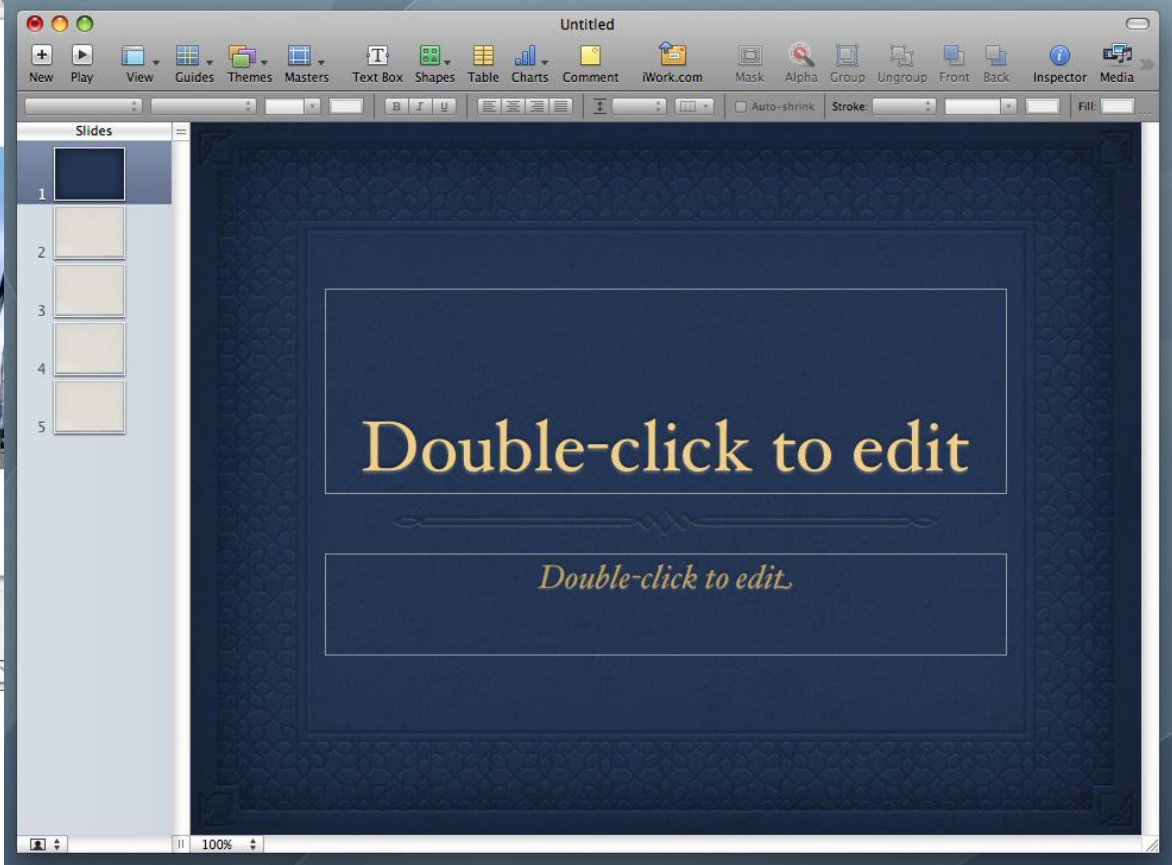 Untitled
New Play View Guides Themes Masters Text Box Shapes Table Charts Comment iWork.com Mask Alpha Group Ungroup Front Back Inspector Media
B I U Auto-shrink Stroke: Fill:
Slides
1
2
3
4
5
Double-click to edit
Double-click to edit
100%